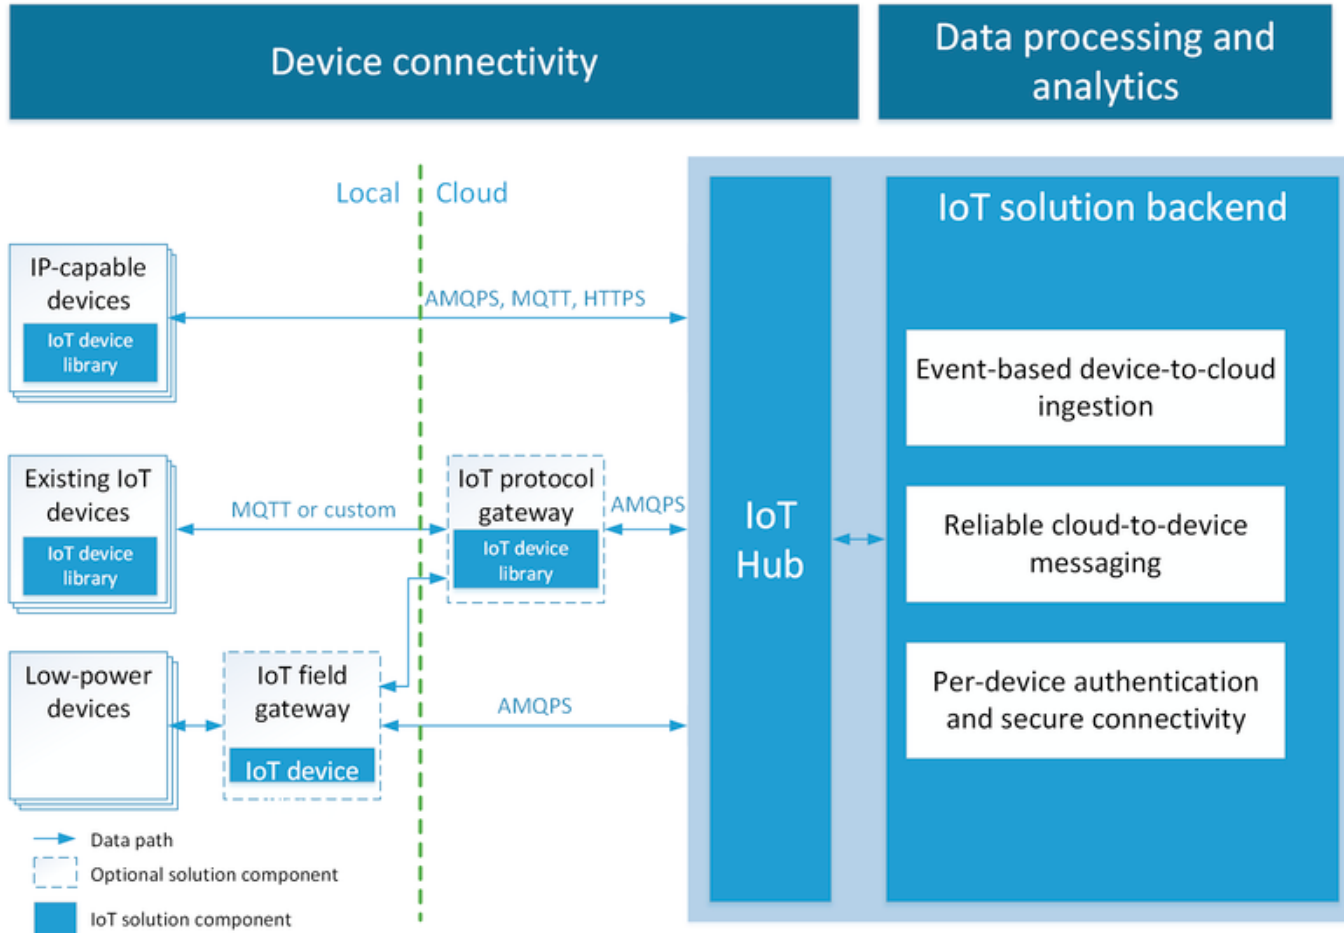 Device connectivity
Data processing and
analytics
Local
Cloud
IoT solution backend
IP-capable
devices
IoT device
library
AMQPS, MQTT, HTTPS
Event-based device-to-cloud
ingestion
Existing IoT
devices
IoT device
library
MQTT or custom
IoT protocol
gateway
IoT device
library
AMQPS
IoT
Hub
Reliable cloud-to-device
messaging
Low-power
devices
IoT field
gateway
IoT device
AMQPS
Per-device authentication
and secure connectivity
Data path
Optional solution component
IoT solution component